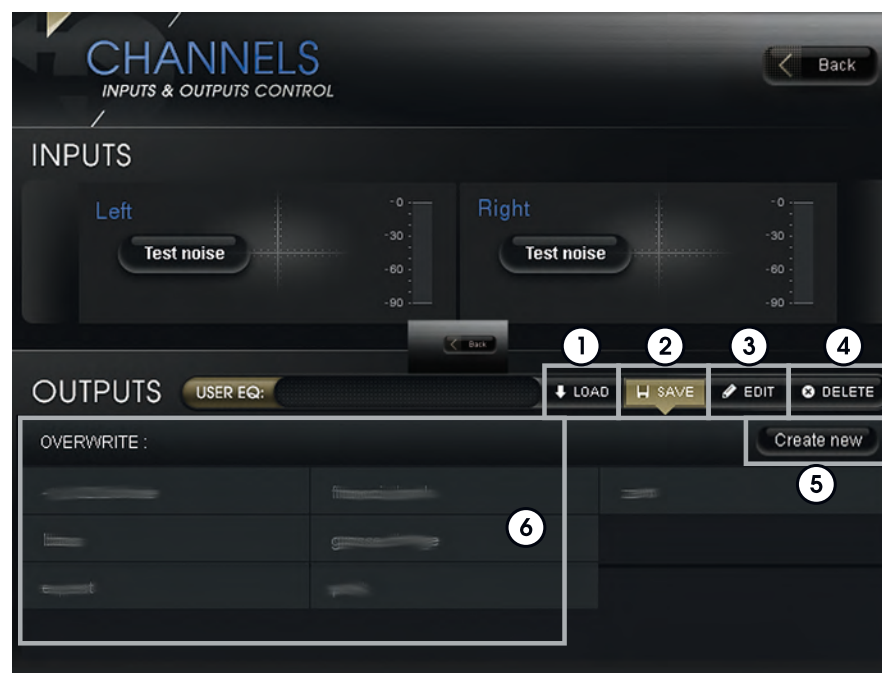 CHANNELS
INPUTS & OUTPUTS CONTROL
Back
INPUTS
Left
Test noise
-0
-30
-60
-90
Right
Test noise
-0
-30
-60
-90
Back
1
2
3
4
OUTPUTS
USER EQ:
LOAD
SAVE
EDIT
DELETE
OVERWRITE :
Create new
5
6